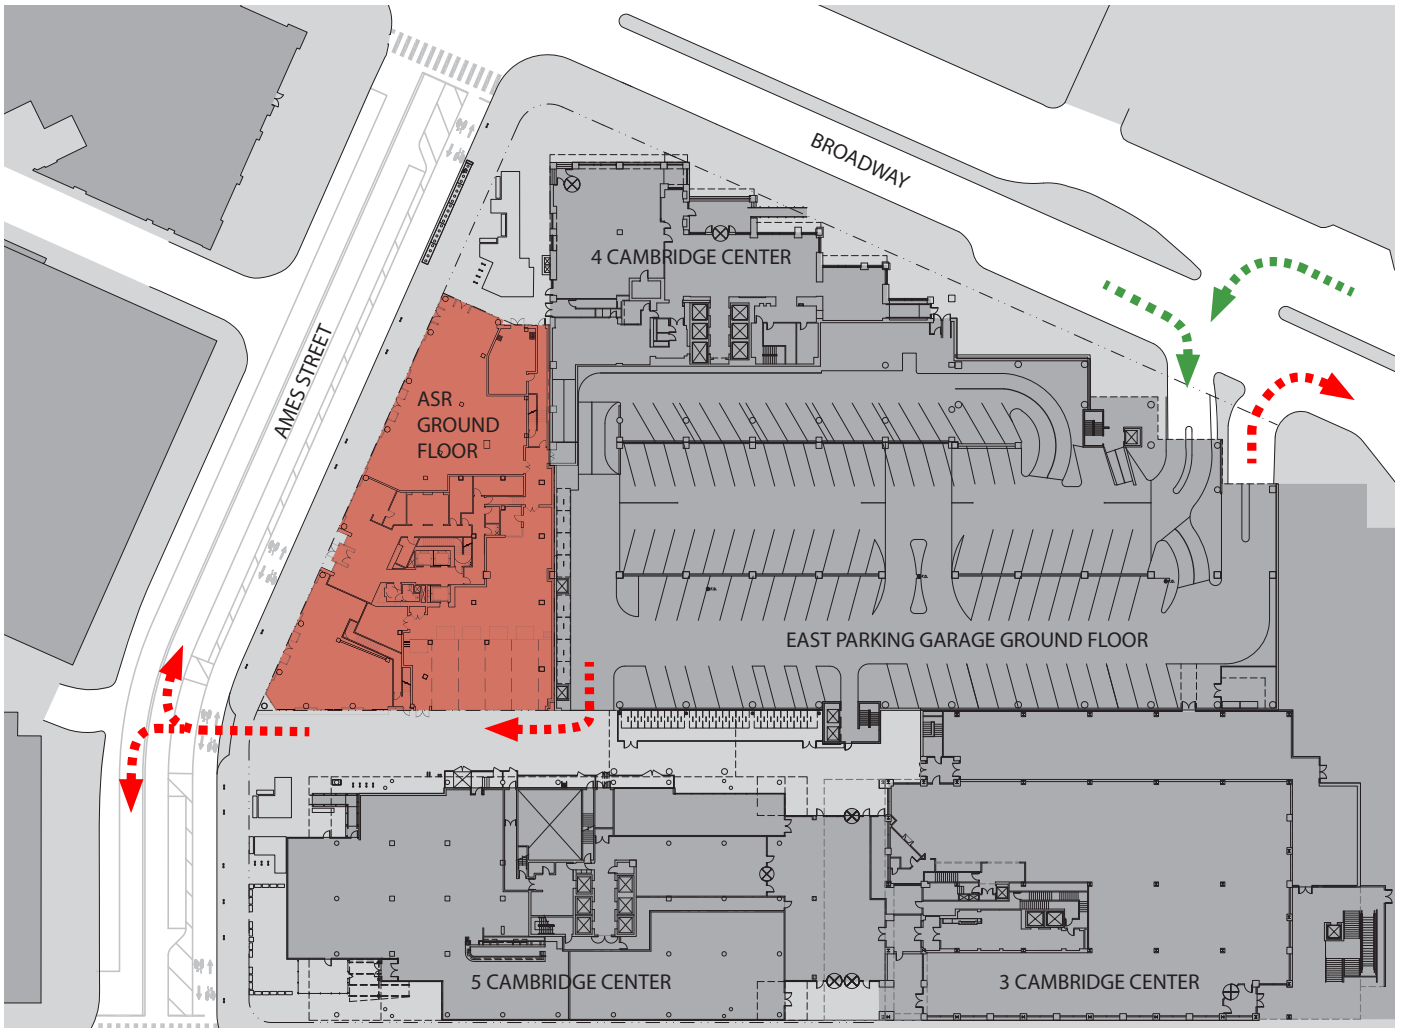 BROADWAY
4 CAMBRIDGE CENTER
AMES STREET
ASR
GROUND
FLOOR
EAST PARKING GARAGE GROUND FLOOR
5 CAMBRIDGE CENTER
3 CAMBRIDGE CENTER